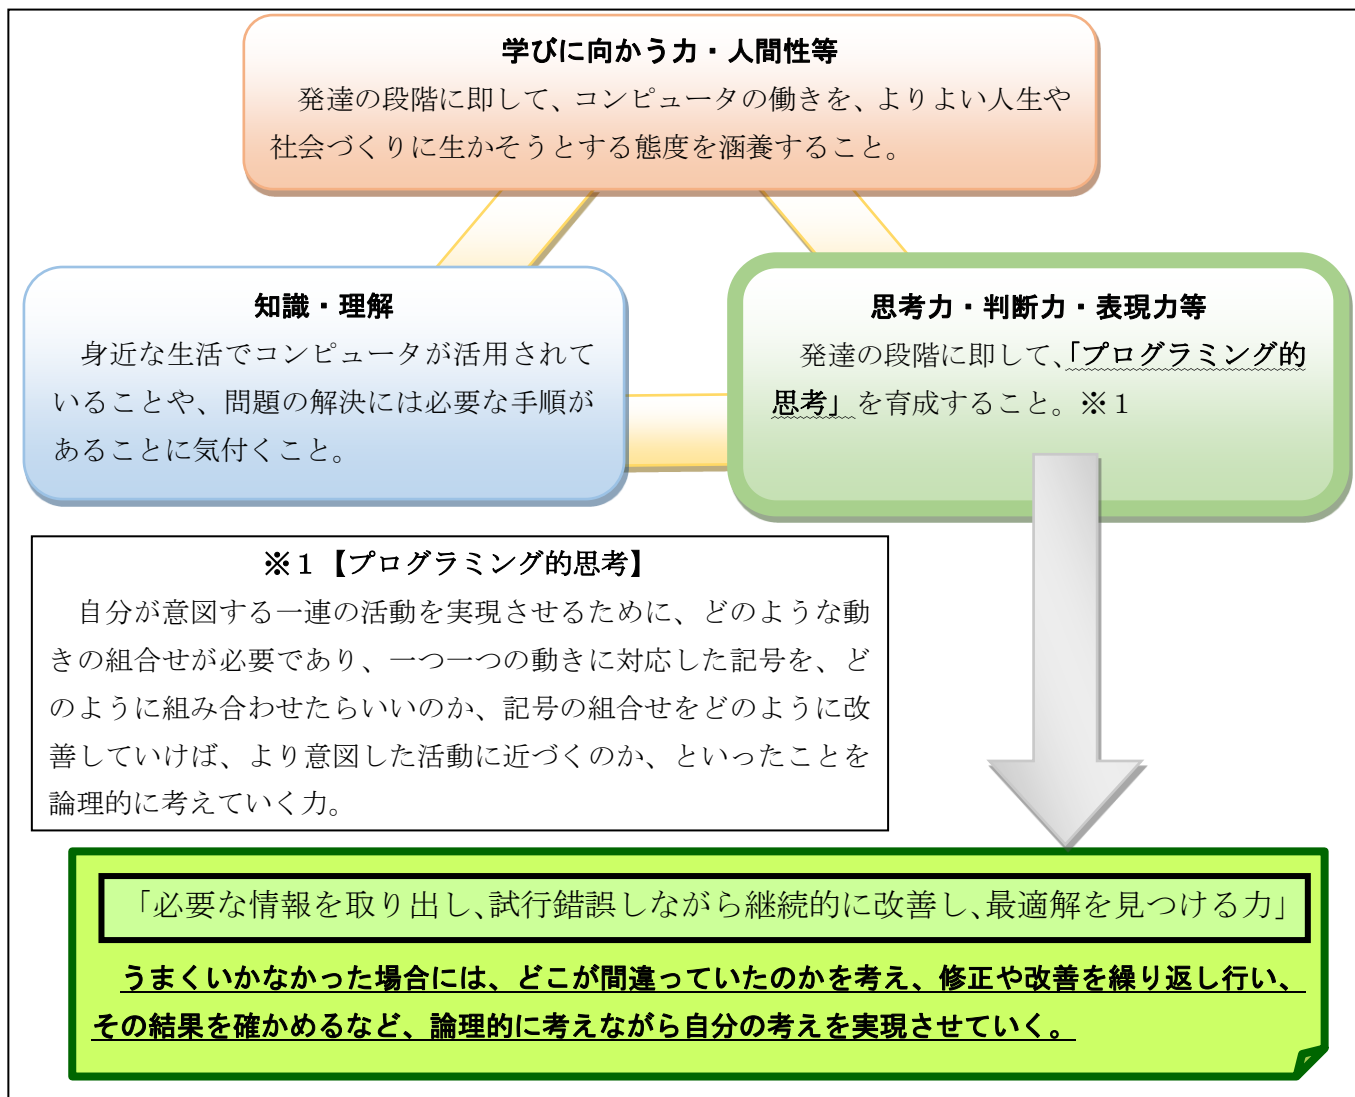 学びに向かう力・人間性等
発達の段階に即して、コンピュータの働きを、よりよい人生や
社会づくりに生かそうとする態度を涵養すること。
知識・理解
身近な生活でコンピュータが活用されて
いることや、問題の解決には必要な手順が
あることに気付くこと。
思考力・判断力・表現力等
発達の段階に即して、「プログラミング的
思考」を育成すること。※１
※１【プログラミング的思考】
自分が意図する一連の活動を実現させるために、どのような動
きの組合せが必要であり、一つ一つの動きに対応した記号を、ど
のように組み合わせたらいいのか、記号の組合せをどのように改
善していけば、より意図した活動に近づくのか、といったことを
論理的に考えていく力。
「必要な情報を取り出し、試行錯誤しながら継続的に改善し、最適解を見つける力」
うまくいかなかった場合には、どこが間違っていたのかを考え、修正や改善を繰り返し行い、
その結果を確かめるなど、論理的に考えながら自分の考えを実現させていく。